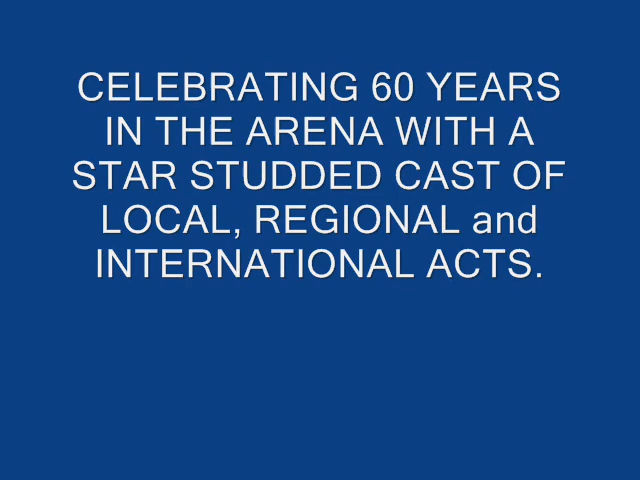 CELEBRATING 60 YEARS
IN THE ARENA WITH A
STAR STUDDED CAST OF
LOCAL, REGIONAL and
INTERNATIONAL ACTS.